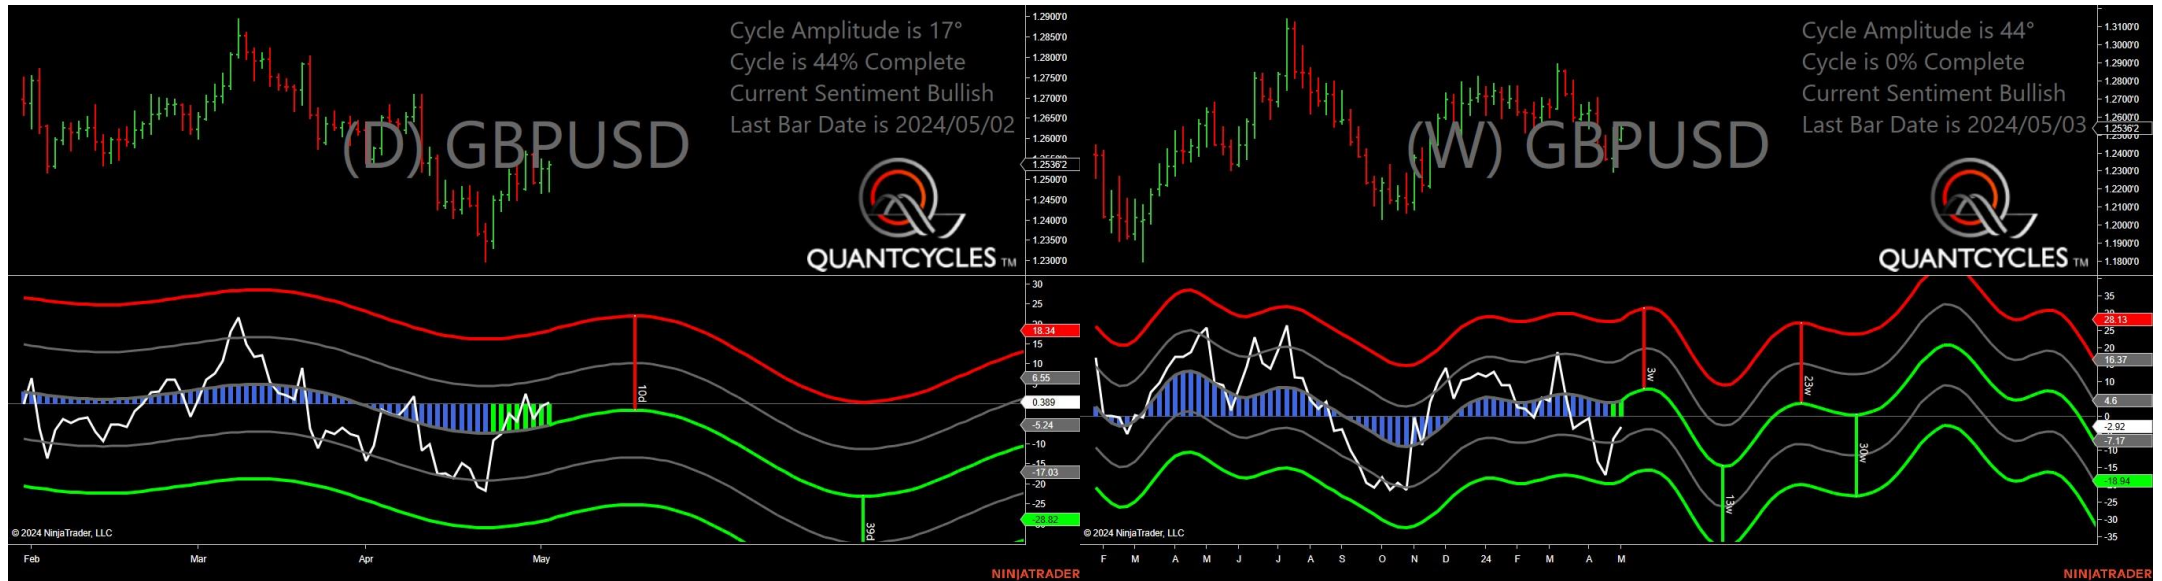 Cycle Amplitude is 17°
Cycle is 44% Complete
Current Sentiment Bullish
Last Bar Date is 2024/05/02
(D) GBPUSD
QUANTCYCLES TM
1.2900'0
1.2850'0
1.2800'0
1.2750'0
1.2700'0
1.2650'0
1.2600'0
1.2536'2
1.2500'0
1.2450'0
1.2400'0
1.2350'0
1.2300'0
30
25
18.34
15
10
6.55
0.389
-5.24
-10
-15
-17.03
-20
-25
-28.82
10d
39d
© 2024 NinjaTrader, LLC
Feb
Mar
Apr
May
NINJATRADER
Cycle Amplitude is 44°
Cycle is 0% Complete
Current Sentiment Bullish
Last Bar Date is 2024/05/03
(W) GBPUSD
QUANTCYCLES TM
1.3100'0
1.3000'0
1.2900'0
1.2800'0
1.2700'0
1.2600'0
1.2536'2
1.2500'0
1.2400'0
1.2300'0
1.2200'0
1.2100'0
1.2000'0
1.1900'0
1.1800'0
35
28.13
25
20
16.37
10
4.6
0
-2.92
-7.17
-10
-15
-18.94
-25
-30
-35
3w
13w
23w
30w
© 2024 NinjaTrader, LLC
F M A M J J A S O N D 24 F M A M
NINJATRADER